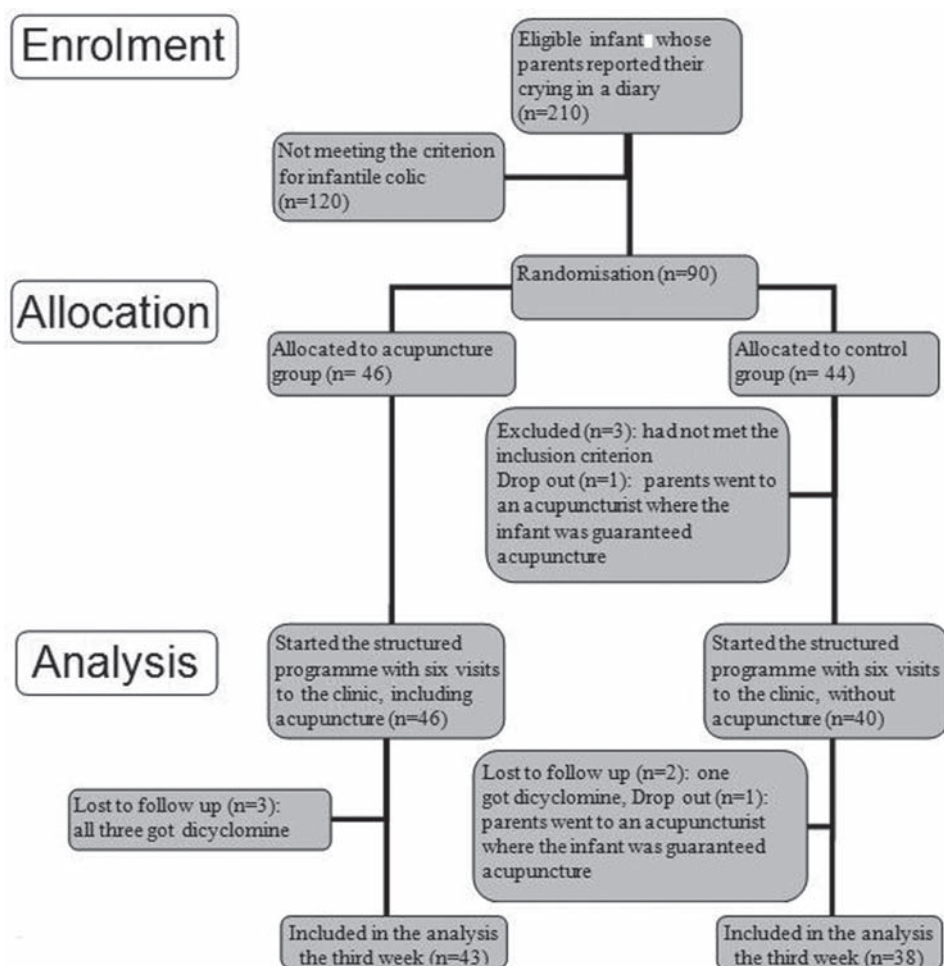 Enrolment
Eligible infant whose
parents reported their
crying in a diary
(n=210)
Not meeting the criterion
for infantile colic
(n=120)
Allocation
Randomisation (n=90)
Allocated to acupuncture
group (n= 46)
Allocated to control
group (n= 44)
Excluded (n=3): had not met the
inclusion criterion
Drop out (n=1): parents went to
an acupuncturist where the
infant was guaranteed
acupuncture
Analysis
Started the structured
programme with six visits
to the clinic, including
acupuncture (n=46)
Started the structured
programme with six visits
to the clinic, without
acupuncture (n=40)
Lost to follow up (n=3):
all three got dicyclomine
Lost to follow up (n=2): one
got dicyclomine, Drop out (n=1):
parents went to an acupuncturist
where the infant was guaranteed
acupuncture
Included in the analysis
the third week (n=43)
Included in the analysis
the third week (n=38)